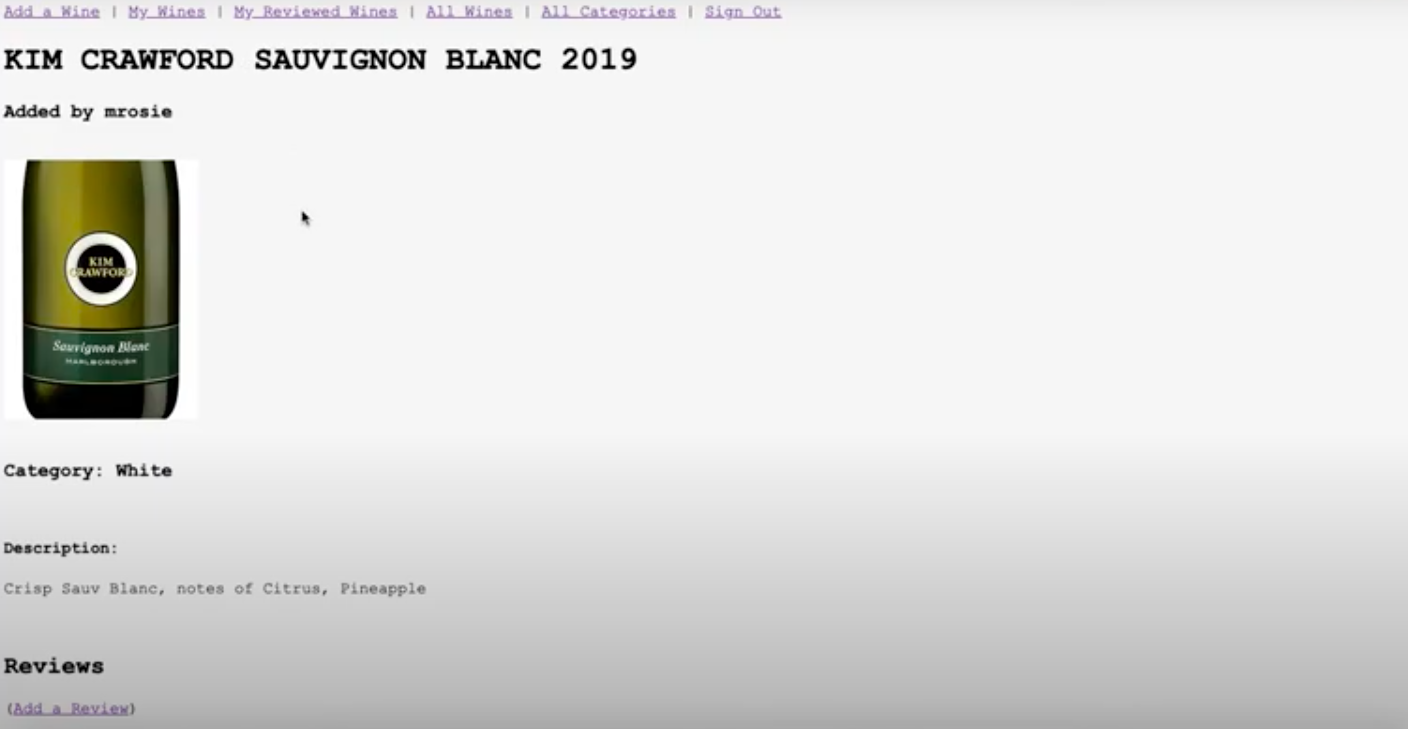 Add a Wine | My Wines | My Reviewed Wines | All Wines | All Categories | Sign Out
KIM CRAWFORD SAUVIGNON BLANC 2019
Added by mrosie
KIM
CRAWFORD
Sauvignon Blanc
MARLBOROUGH
Category: White
Description:
Crisp Sauv Blanc, notes of Citrus, Pineapple
Reviews
(Add a Review)